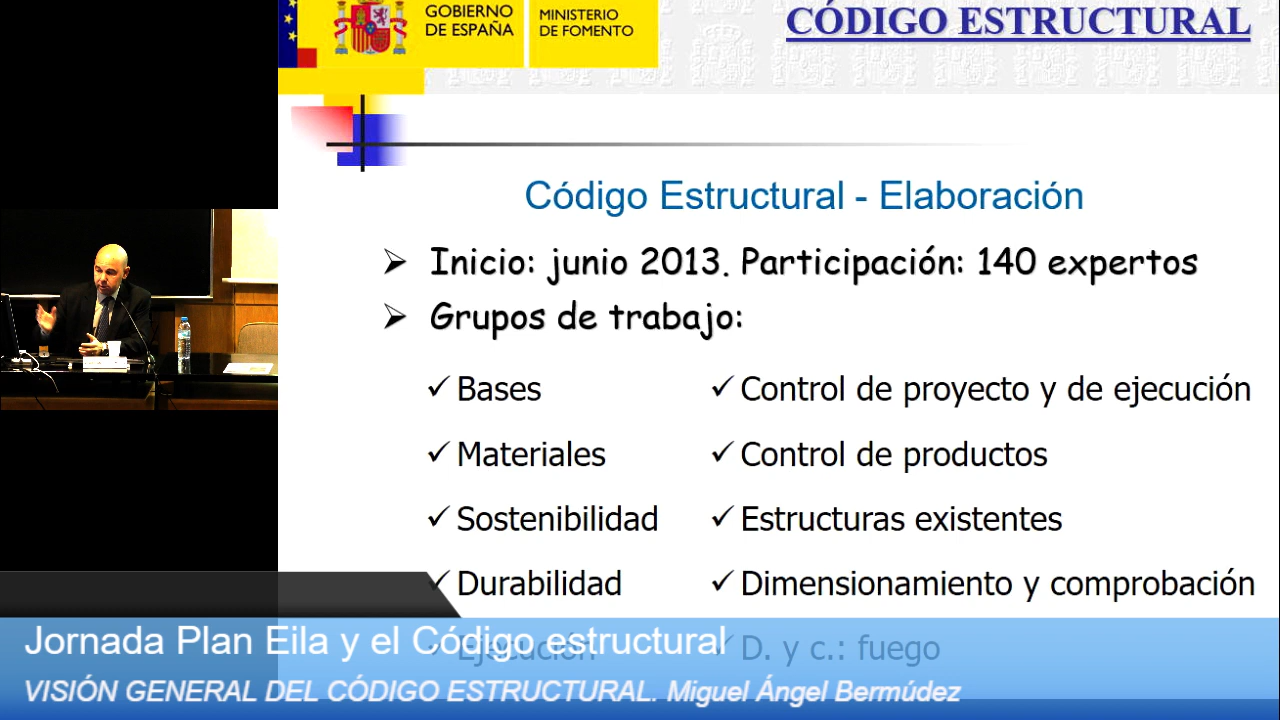 GOBIERNO
DE ESPAÑA
MINISTERIO
DE FOMENTO
CÓDIGO ESTRUCTURAL
Código Estructural - Elaboración
Inicio: junio 2013. Participación: 140 expertos
Grupos de trabajo:
Bases
Control de proyecto y de ejecución
Materiales
Control de productos
Sostenibilidad
Estructuras existentes
Durabilidad
Dimensionamiento y comprobación
Ejecución
D. y c.: fuego
Jornada Plan Eila y el Código estructural
VISIÓN GENERAL DEL CÓDIGO ESTRUCTURAL. Miguel Ángel Bermúdez